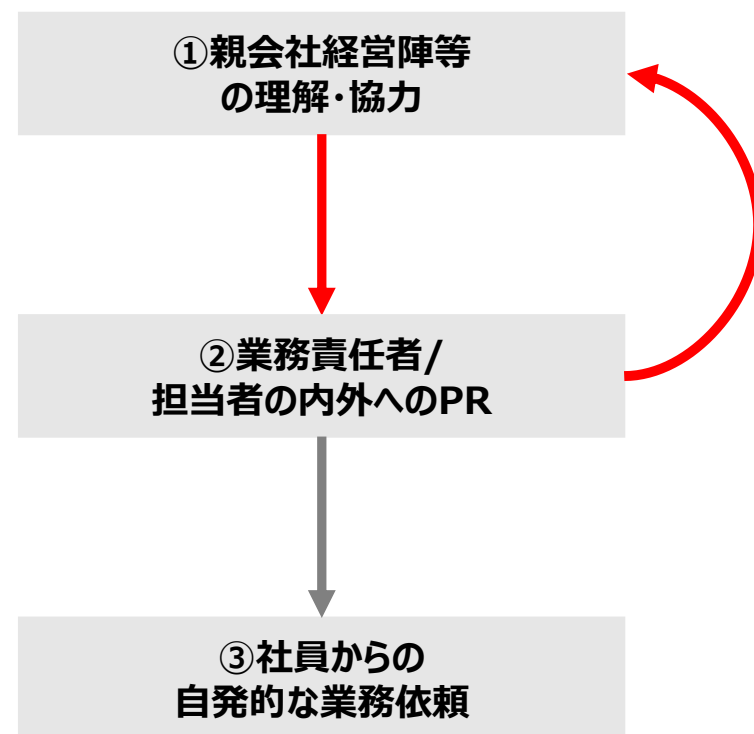 ①親会社経営陣等
の理解・協力
②業務責任者/
担当者の内外へのPR
③社員からの
自発的な業務依頼